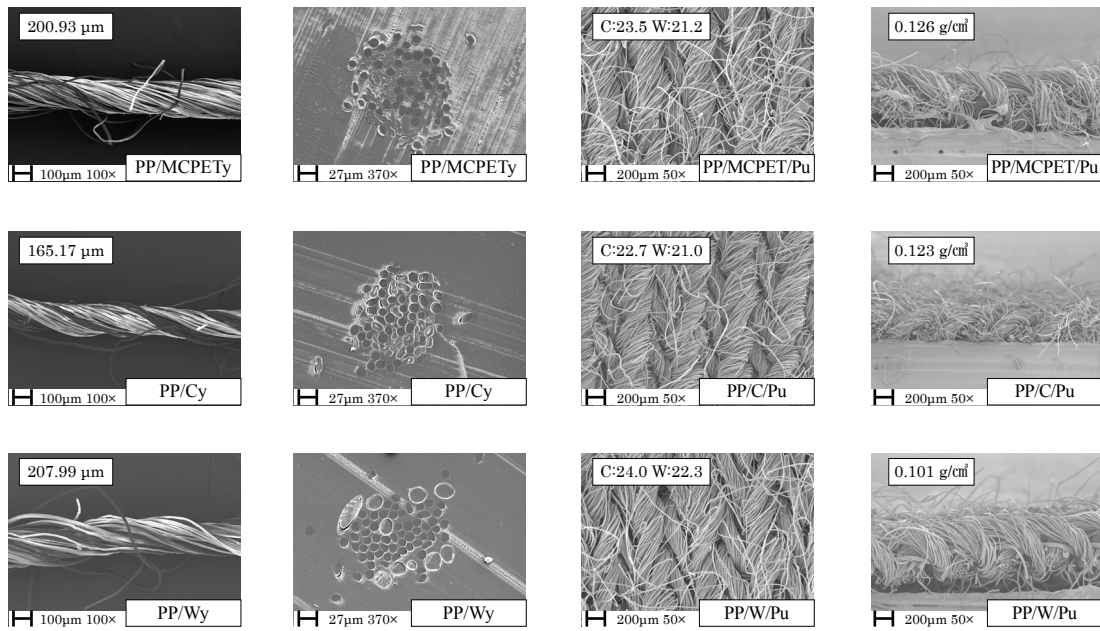 200.93 µm
100µm 100×
PP/MCPETy
27µm 370×
PP/MCPETy
C:23.5 W:21.2
200µm 50×
PP/MCPET/Pu
0.126 g/㎤
200µm 50×
PP/MCPET/Pu
165.17 µm
100µm 100×
PP/Cy
27µm 370×
PP/Cy
C:22.7 W:21.0
200µm 50×
PP/C/Pu
0.123 g/㎤
200µm 50×
PP/C/Pu
207.99 µm
100µm 100×
PP/Wy
27µm 370×
PP/Wy
C:24.0 W:22.3
200µm 50×
PP/W/Pu
0.101 g/㎤
200µm 50×
PP/W/Pu